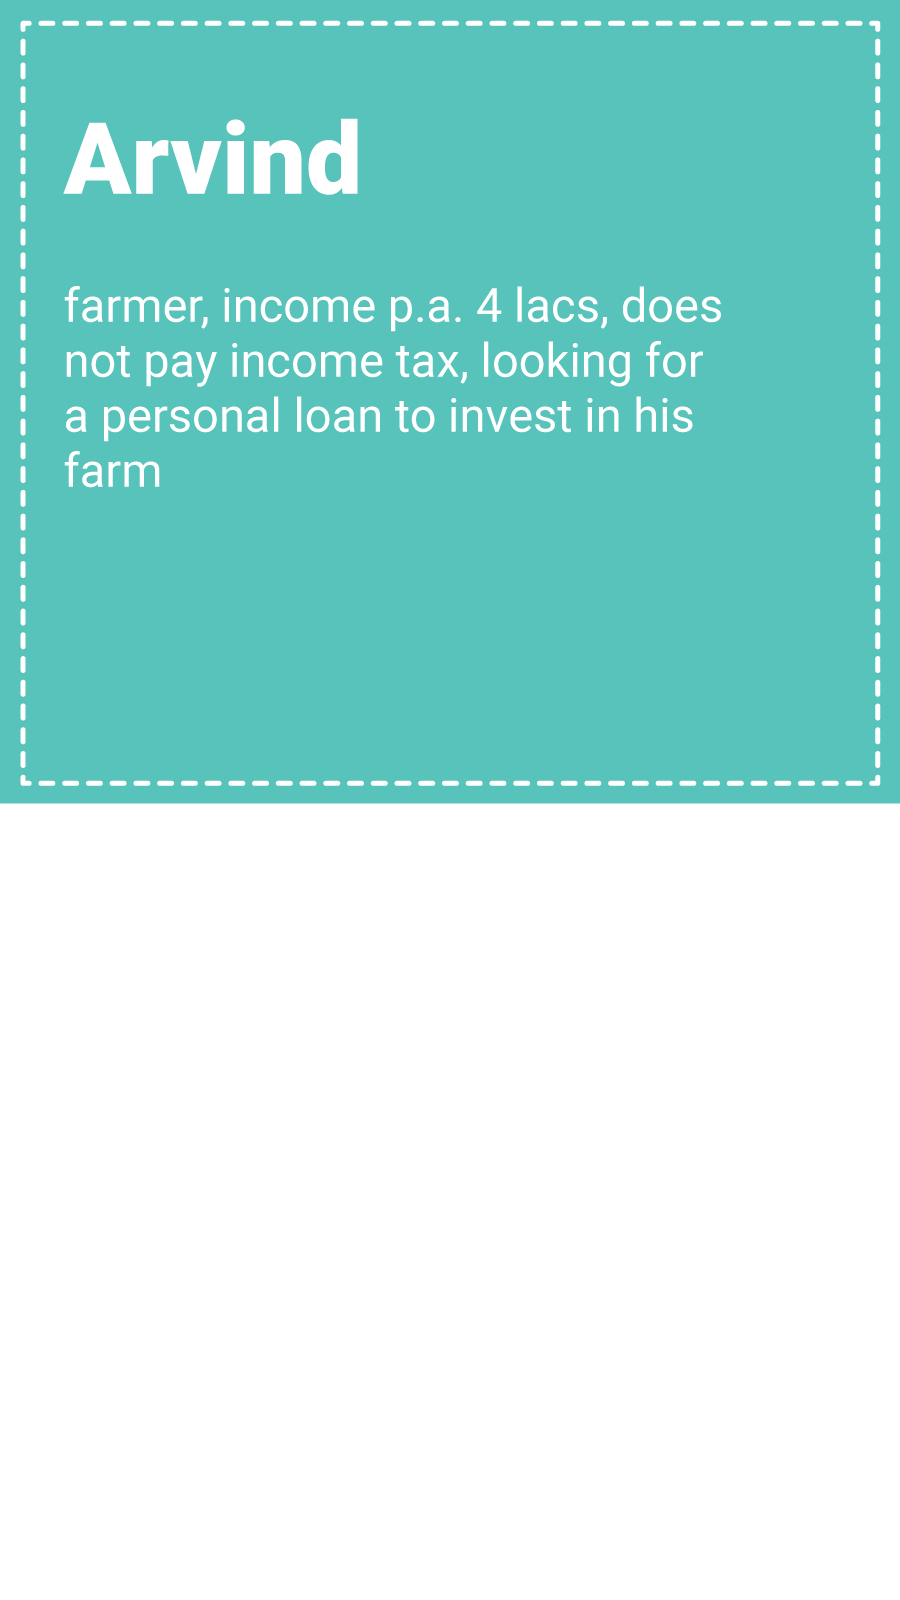 Arvind
farmer, income p.a. 4 lacs, does
not pay income tax, looking for
a personal loan to invest in his
farm